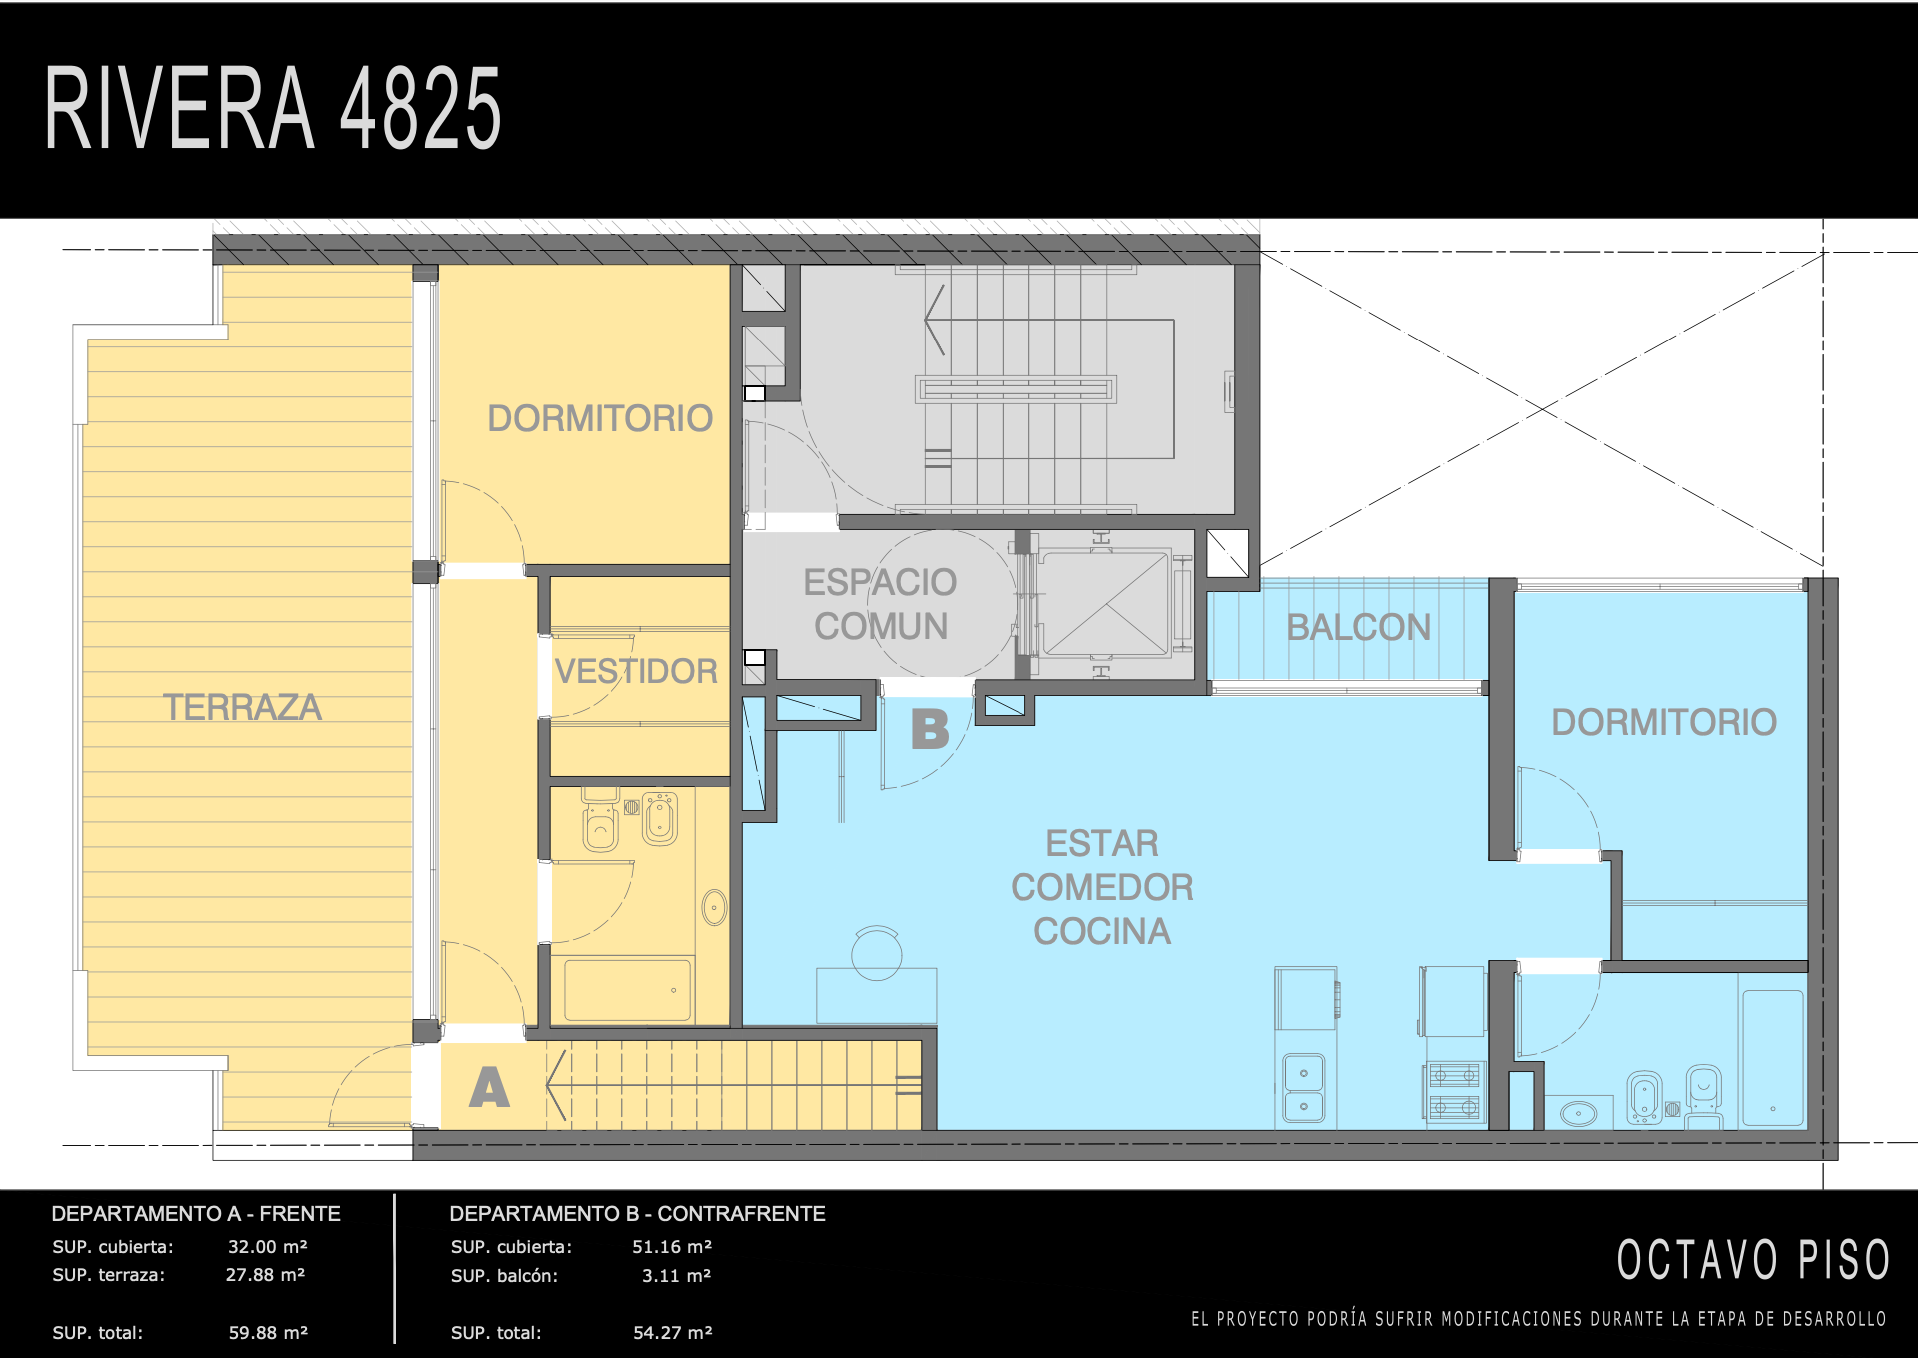 RIVERA 4825
DORMITORIO
ESPACIO
COMUN
BALCON
VESTIDOR
TERRAZA
B
DORMITORIO
ESTAR
COMEDOR
COCINA
A
DEPARTAMENTO A - FRENTE
SUP. cubierta: 32.00 m²
SUP. terraza: 27.88 m²
SUP. total: 59.88 m²
DEPARTAMENTO B - CONTRAFRENTE
SUP. cubierta: 51.16 m²
SUP. balcón: 3.11 m²
SUP. total: 54.27 m²
OCTAVO PISO
EL PROYECTO PODRÍA SUFRIR MODIFICACIONES DURANTE LA ETAPA DE DESARROLLO